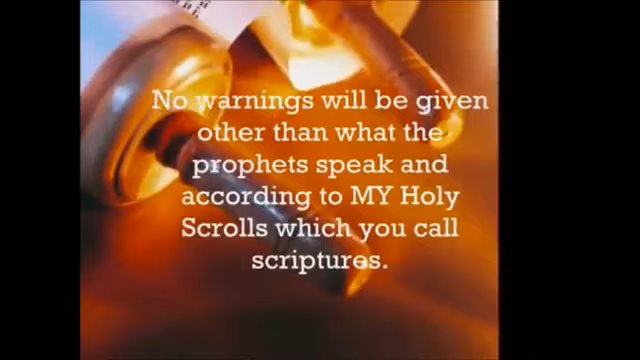 No warnings will be given
other than what the
prophets speak and
according to MY Holy
Scrolls which you call
scriptures.